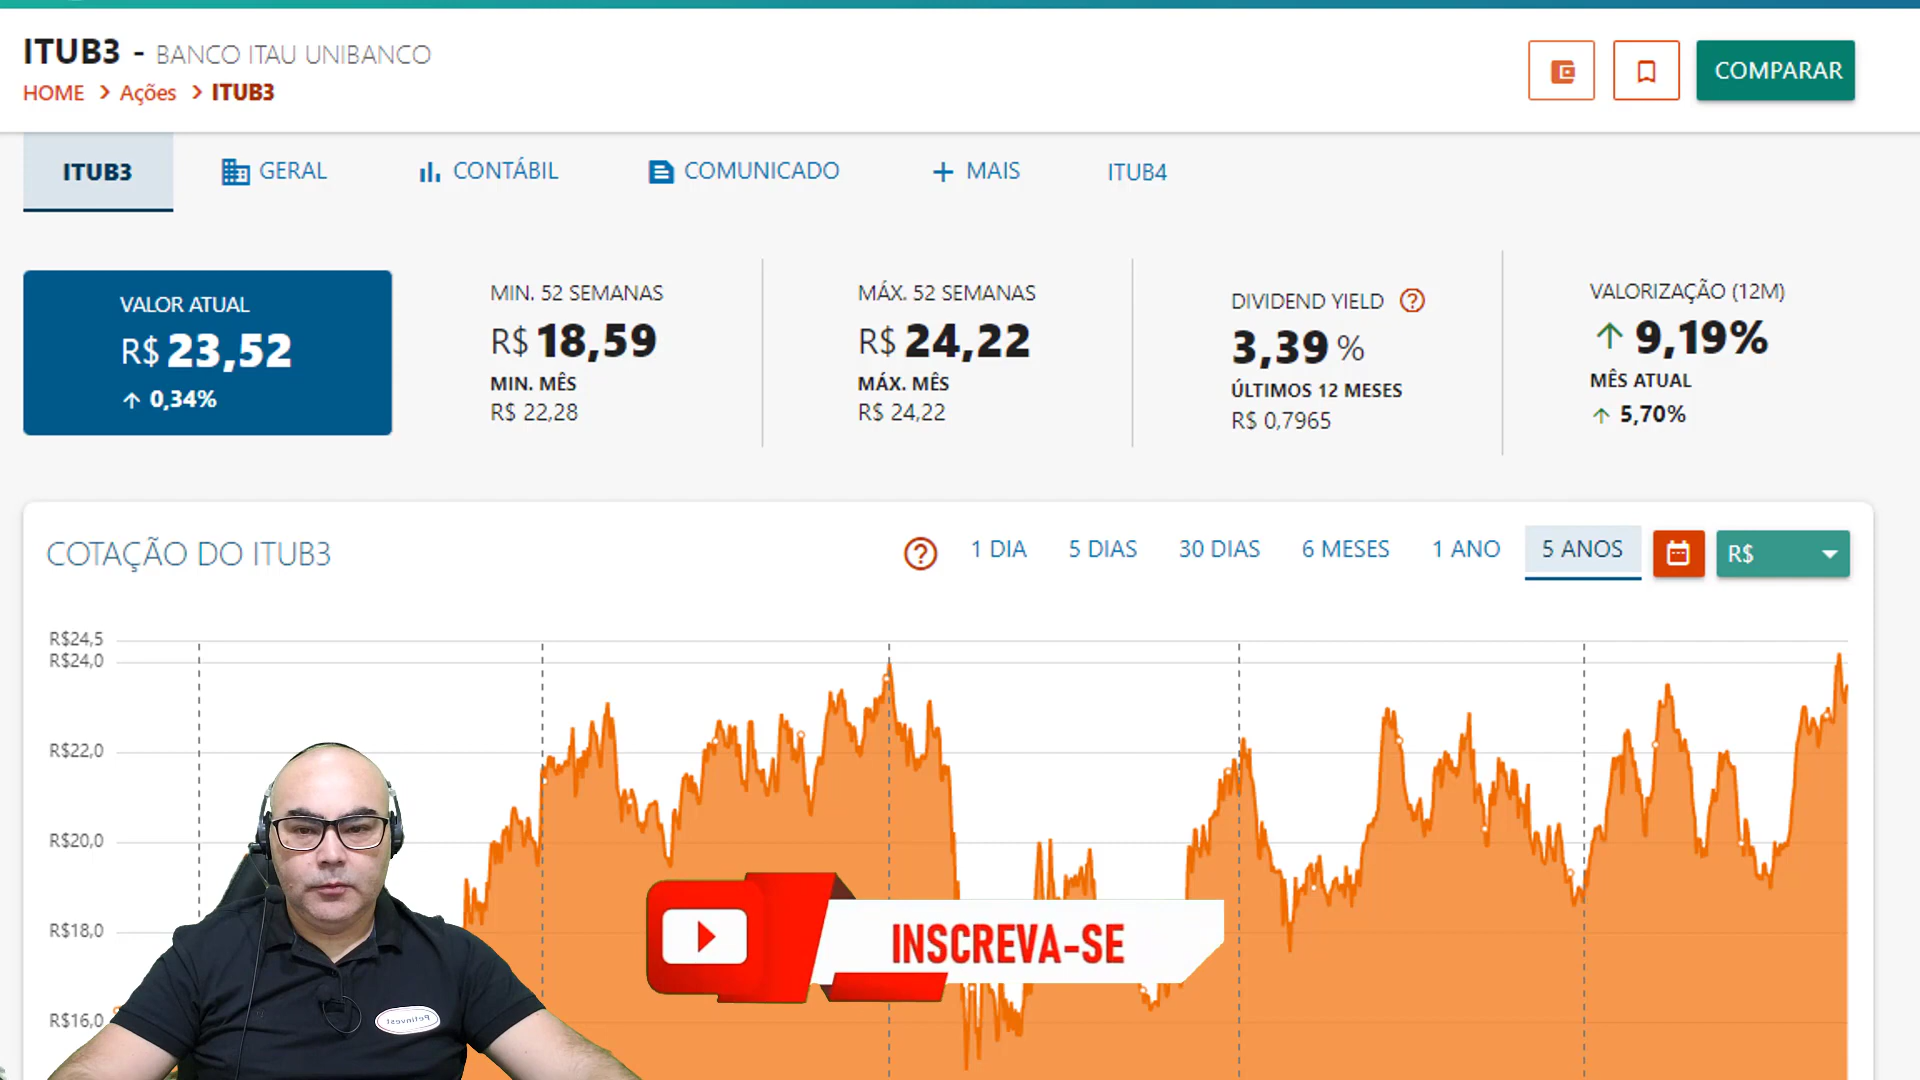 ITUB3 - BANCO ITAU UNIBANCO
HOME > Ações > ITUB3
COMPARAR
ITUB3
GERAL
CONTÁBIL
COMUNICADO
+ MAIS
ITUB4
VALOR ATUAL
R$ 23,52
↑ 0,34%
MIN. 52 SEMANAS
R$ 18,59
MIN. MÊS
R$ 22,28
MÁX. 52 SEMANAS
R$ 24,22
MÁX. MÊS
R$ 24,22
DIVIDEND YIELD ?
3,39 %
ÚLTIMOS 12 MESES
R$ 0,7965
VALORIZAÇÃO (12M)
↑ 9,19%
MÊS ATUAL
↑ 5,70%
COTAÇÃO DO ITUB3
?
1 DIA
5 DIAS
30 DIAS
6 MESES
1 ANO
5 ANOS
R$
R$24,5
R$24,0
R$22,0
R$20,0
R$18,0
R$16,0
INSCREVA-SE
Petinvest